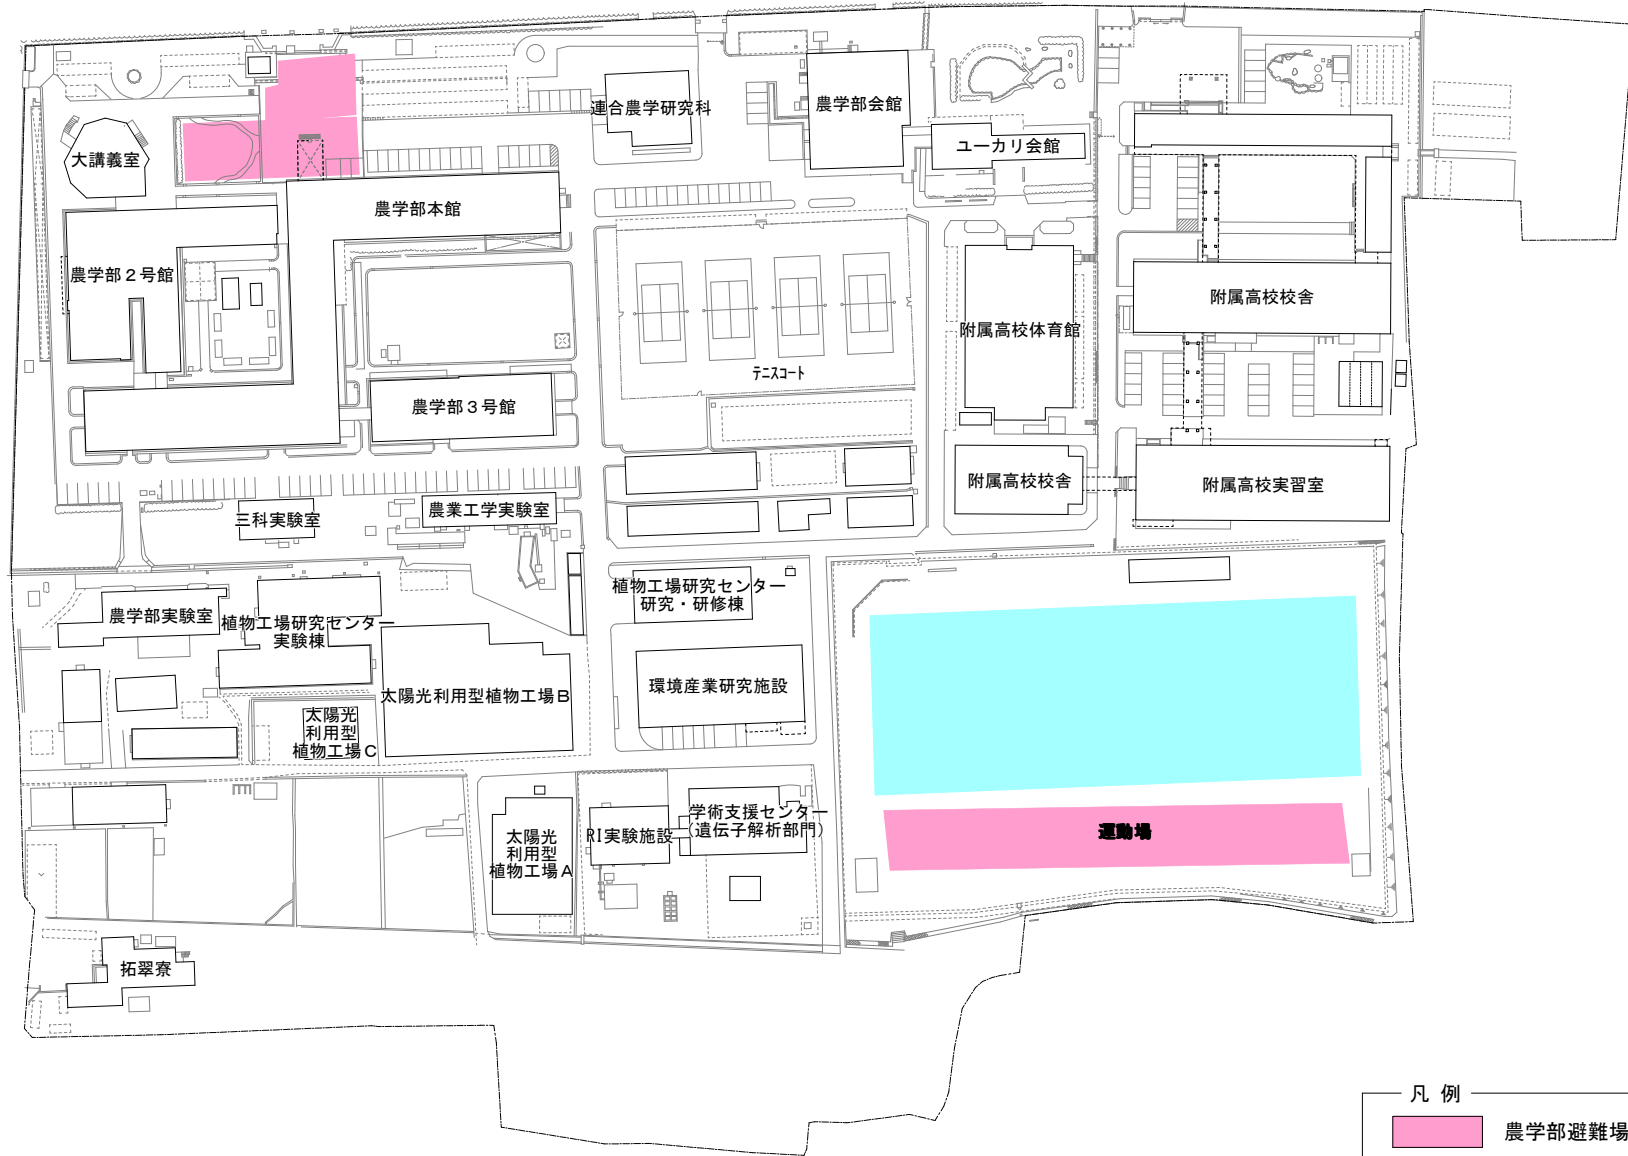 連合農学研究科
農学部会館
大講義室
ユーカリ会館
農学部本館
農学部2号館
附属高校校舎
附属高校体育館
テニスコート
農学部3号館
附属高校校舎
附属高校実習室
三科実験室
農業工学実験室
植物工場研究センター
研究・研修棟
農学部実験室
植物工場研究センター
実験棟
太陽光利用型植物工場B
環境産業研究施設
太陽光
利用型
植物工場C
学術支援センター
(遺伝子解析部門)
太陽光
利用型
植物工場A
RI実験施設
運動場
拓翠寮
凡 例
農学部避難場